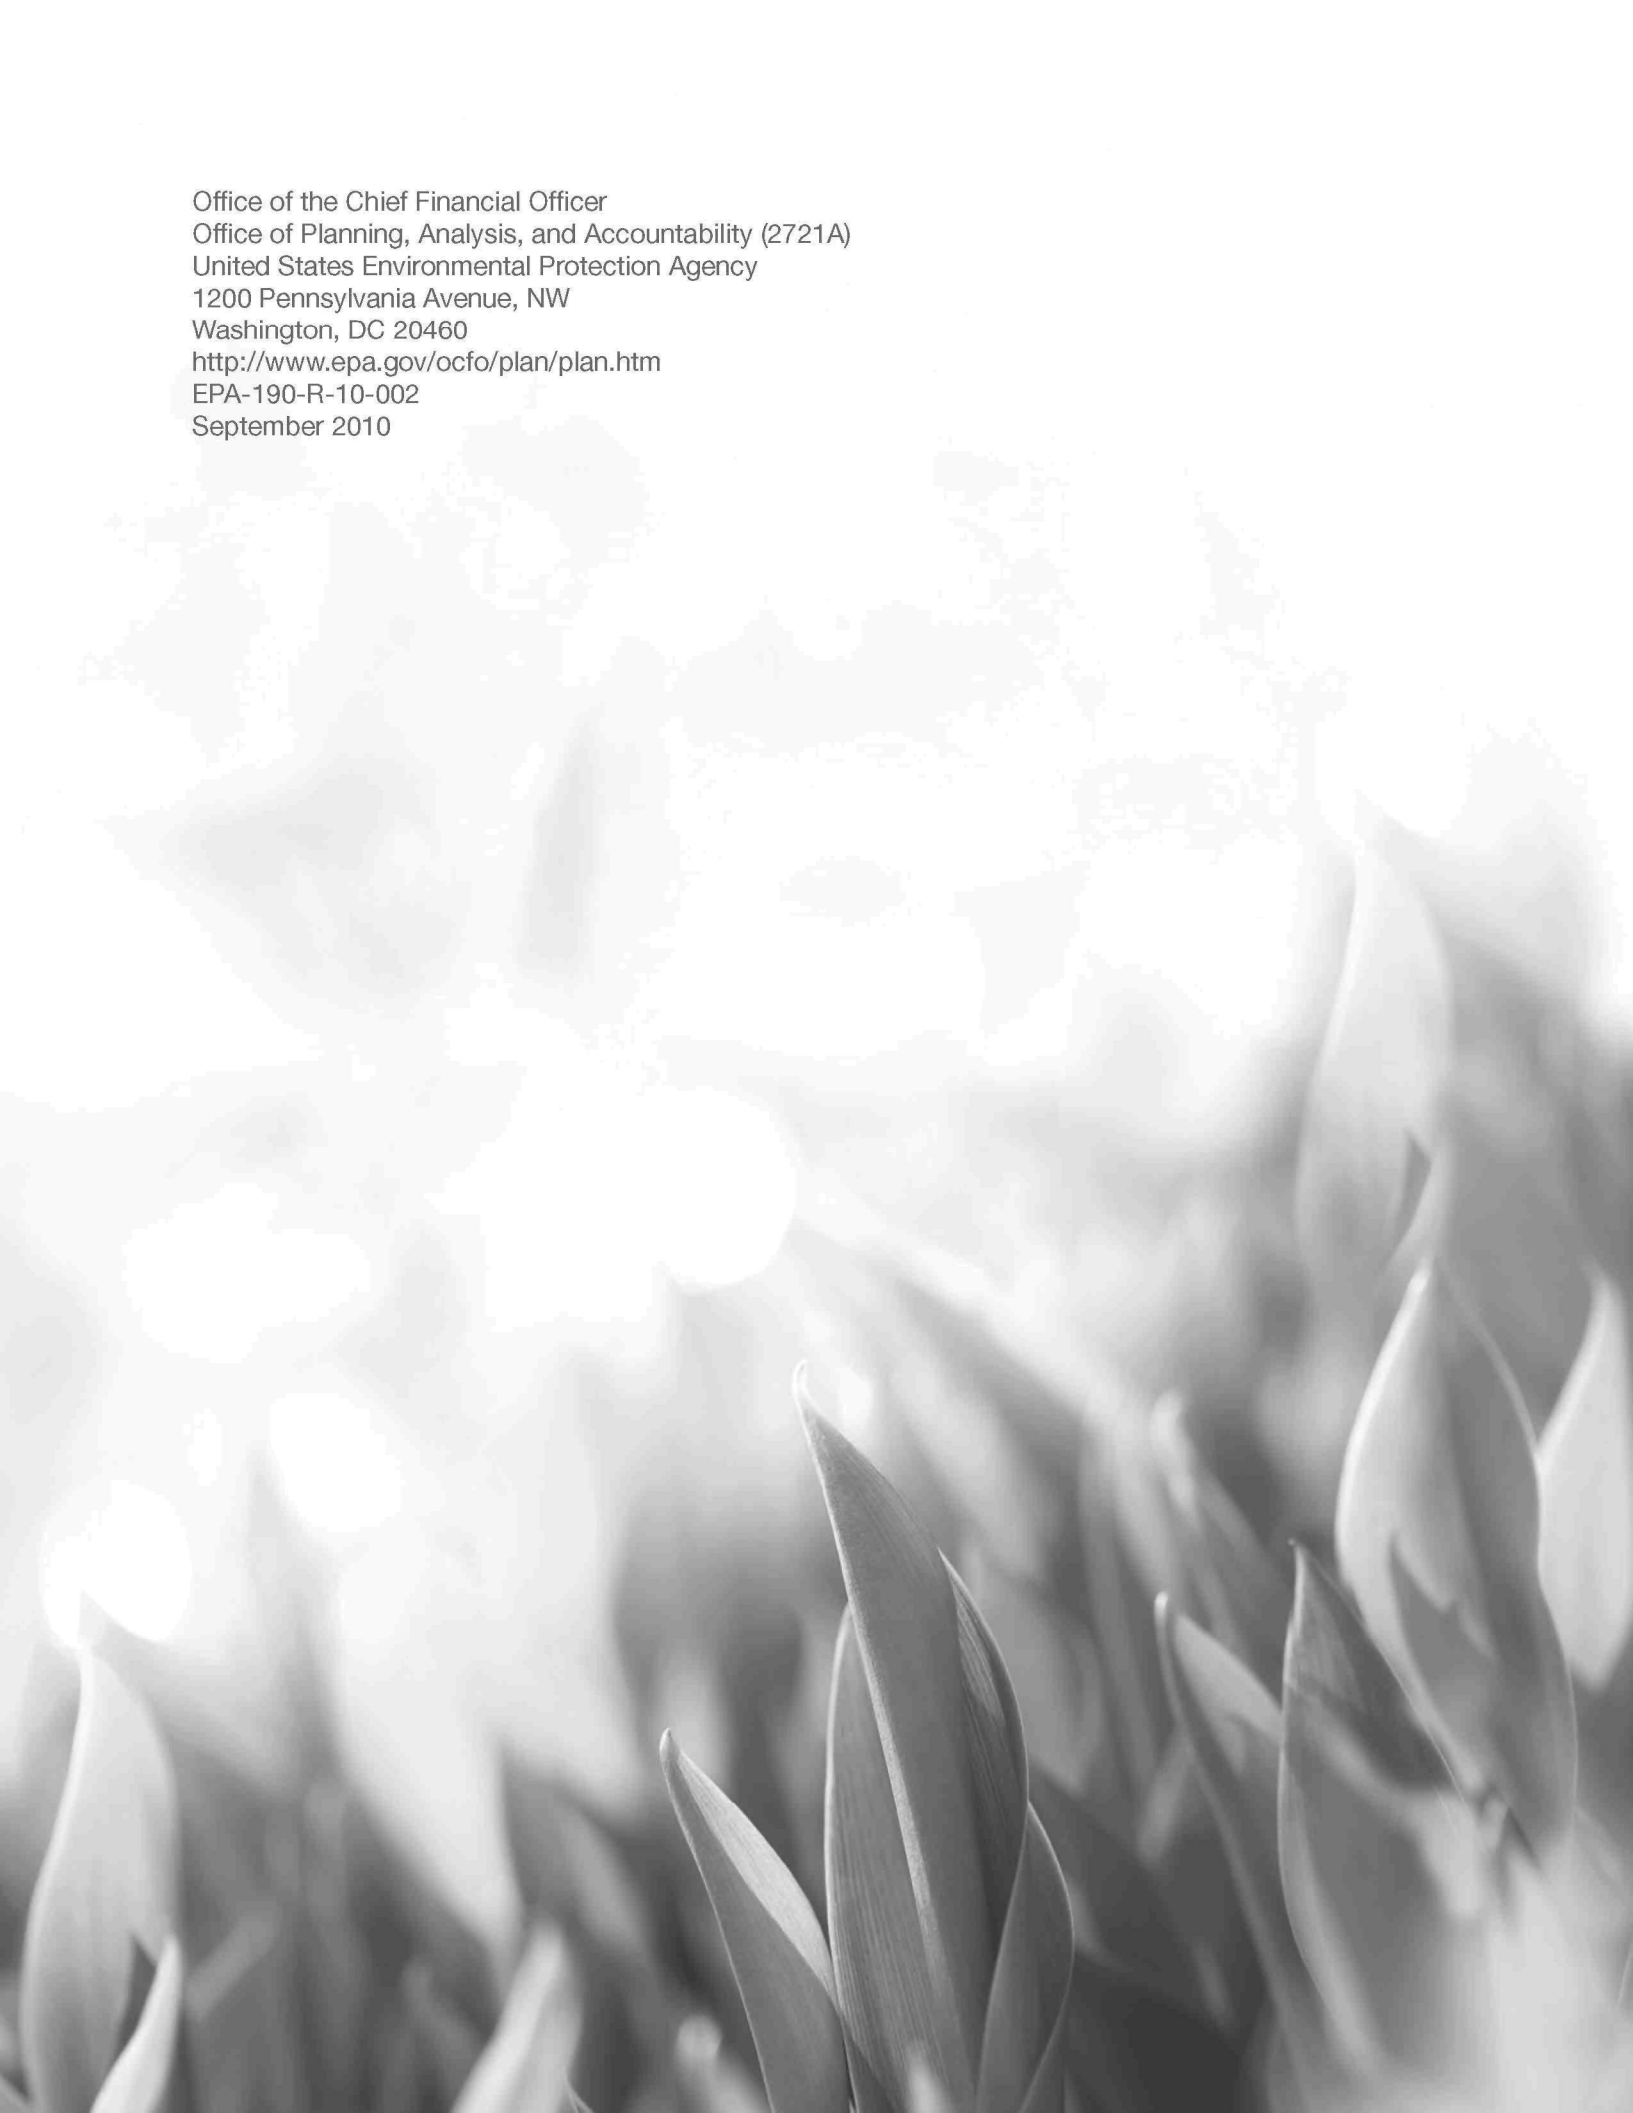 Office of the Chief Financial Officer
Office of Planning, Analysis, and Accountability (2721A)
United States Environmental Protection Agency
1200 Pennsylvania Avenue, NW
Washington, DC 20460
http://www.epa.gov/ocfo/plan/plan.htm
EPA-190-R-10-002
September 2010